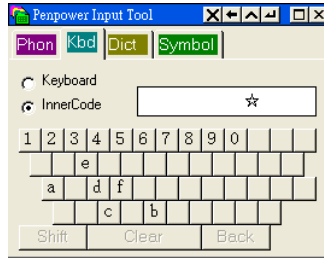 Penpower Input Tool
Phon Kbd Dict Symbol
Keyboard
InnerCode ☆
1 2 3 4 5 6 7 8 9 0
e
a d f
c b
Shift Clear Back